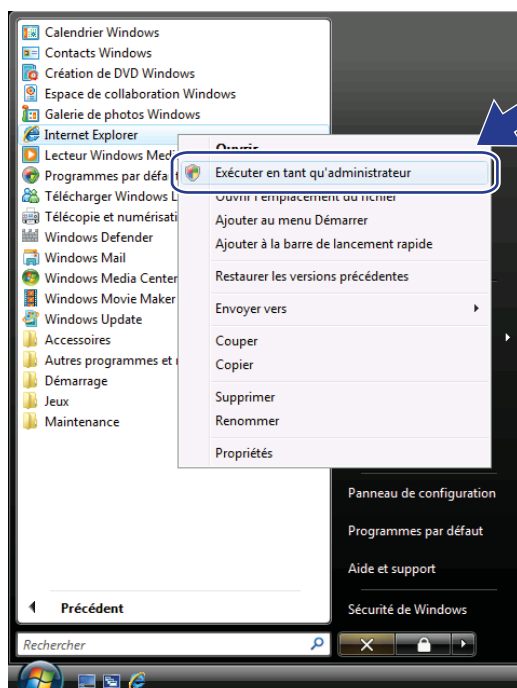 Calendrier Windows
Contacts Windows
Création de DVD Windows
Espace de collaboration Windows
Galerie de photos Windows
Internet Explorer
Lecteur Windows Medi
Programmes par défa
Télécharger Windows L
Télécopie et numérisati
Windows Defender
Windows Mail
Windows Media Center
Windows Movie Maker
Windows Update
Accessoires
Autres programmes et
Démarrage
Jeux
Maintenance
Précédent
Rechercher
Ouvrir
Exécuter en tant qu'administrateur
Ouvrir l'emplacement du fichier
Ajouter au menu Démarrer
Ajouter à la barre de lancement rapide
Restaurer les versions précédentes
Envoyer vers
Couper
Copier
Supprimer
Renommer
Propriétés
Panneau de configuration
Programmes par défaut
Aide et support
Sécurité de Windows